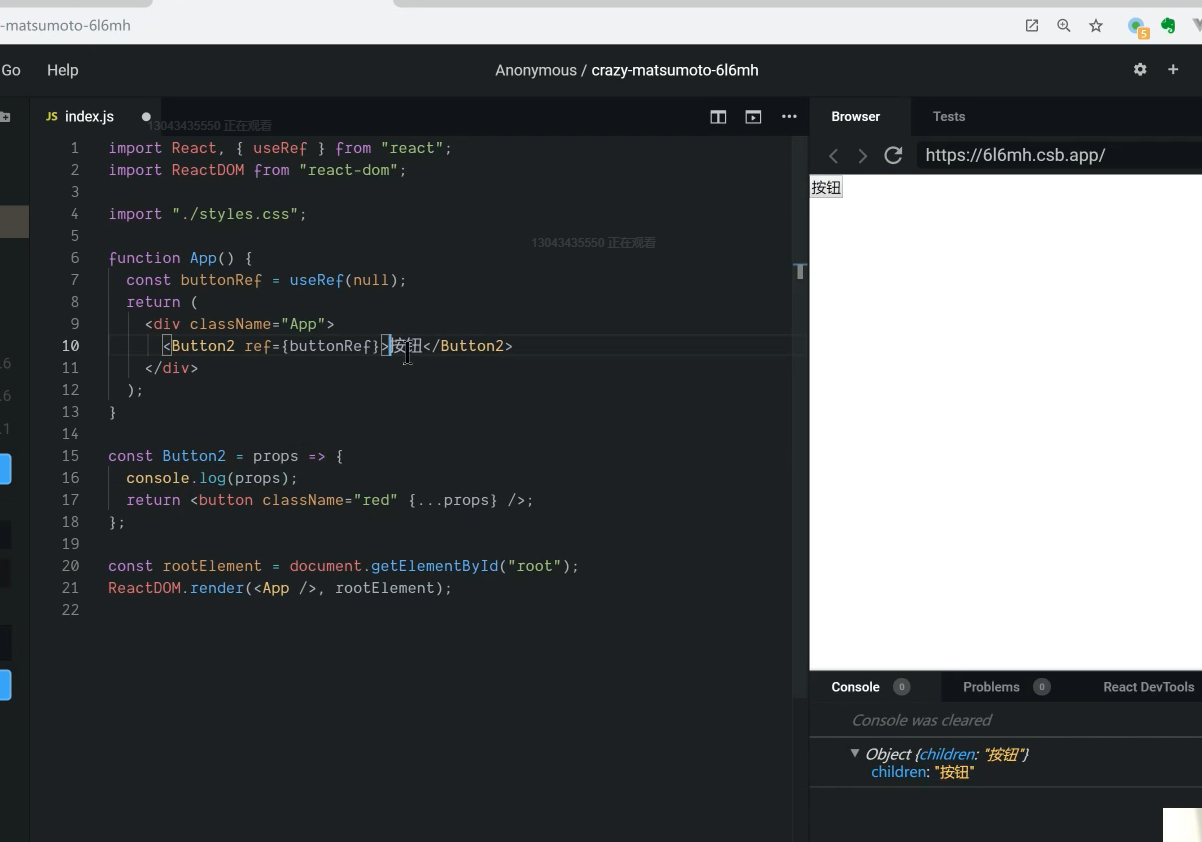 -matsumoto-6l6mh
5
Go Help Anonymous / crazy-matsumoto-6l6mh
JS index.js
13043435550 正在观看
Browser Tests
https://6l6mh.csb.app/
按钮
1 import React, { useRef } from "react";
2 import ReactDOM from "react-dom";
3
4 import "./styles.css";
5
13043435550 正在观看
6 function App() {
7 const buttonRef = useRef(null);
8 return (
9 <div className="App">
10 <Button2 ref={buttonRef}>按钮</Button2>
11 </div>
12 );
13 }
14
15 const Button2 = props => {
16 console.log(props);
17 return <button className="red" {...props} />;
18 };
19
20 const rootElement = document.getElementById("root");
21 ReactDOM.render(<App />, rootElement);
22
.6
.6
.1
Console 0 Problems 0 React DevTools
Console was cleared
Object {children: "按钮"}
children: "按钮"